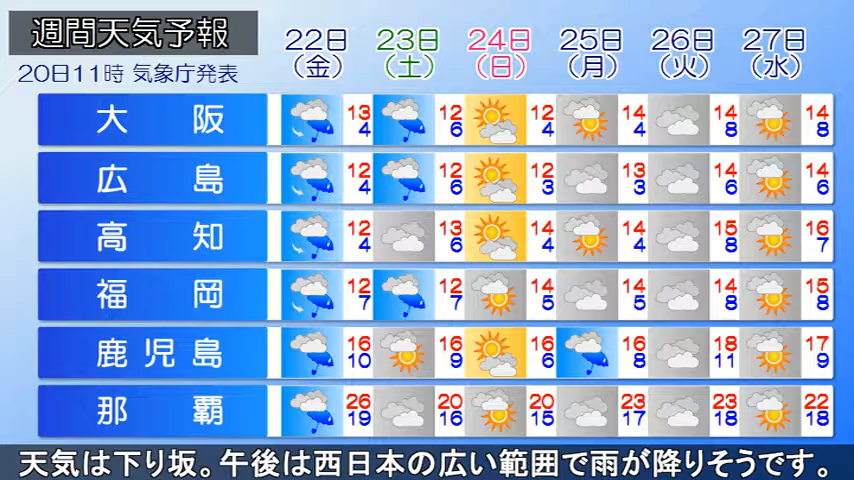 週間天気予報
20日11時 気象庁発表
22日 23日 24日 25日 26日 27日
(金) (土) (日) (月) (火) (水)
大阪 13 4 12 6 12 4 14 4 14 8 14 8
広島 12 4 12 6 12 3 13 3 14 6 14 6
高知 12 4 13 6 14 4 14 4 15 8 16 7
福岡 12 7 12 7 14 5 14 5 14 8 15 8
鹿児島 16 10 16 9 16 6 16 8 18 11 17 9
那覇 26 19 20 16 20 15 23 17 23 18 22 18
天気は下り坂。午後は西日本の広い範囲で雨が降りそうです。